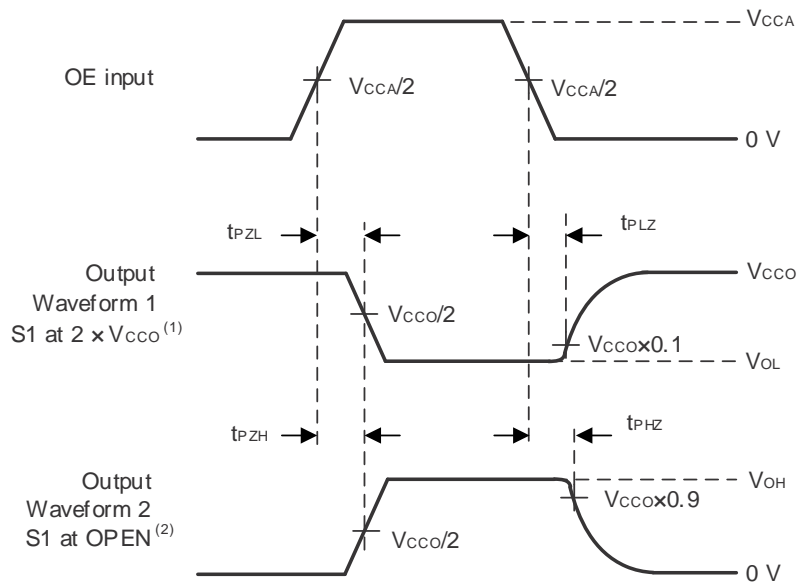 VCCA
OE input
VCCA/2
VCCA/2
0 V
tPZL
tPLZ
Output
Waveform 1
S1 at 2 × VCCO (1)
VCCO
VCCO/2
VCCO×0.1
VOL
tPZH
tPHZ
Output
Waveform 2
S1 at OPEN (2)
VOH
VCCO×0.9
VCCO/2
0 V